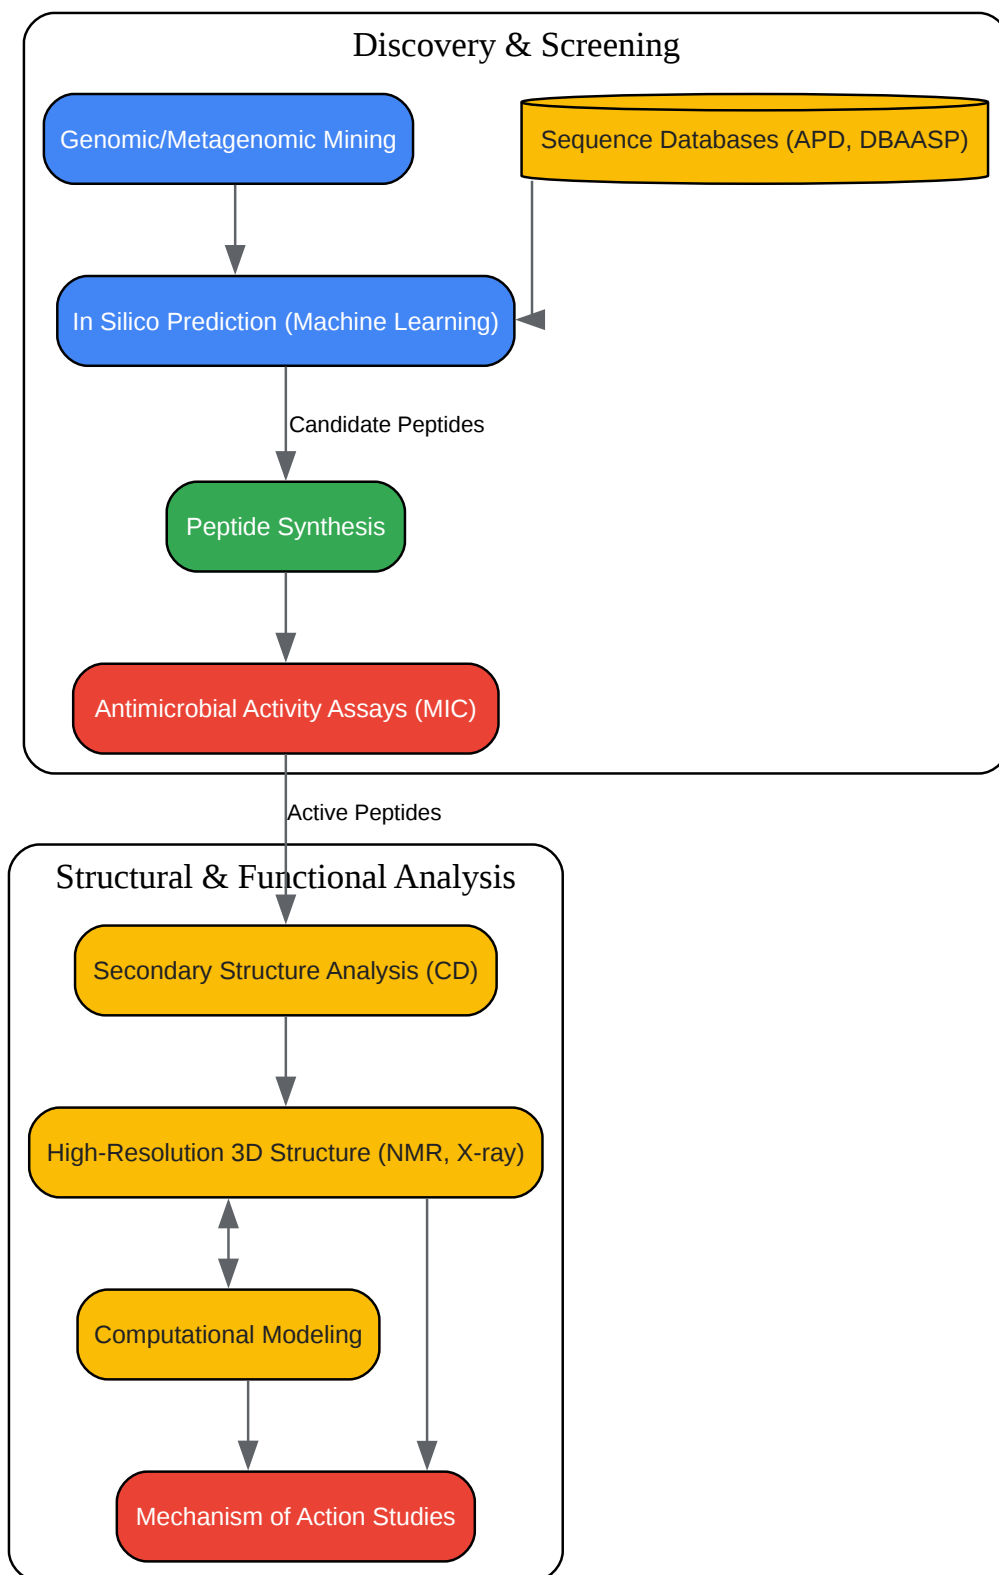 Discovery & Screening
Genomic/Metagenomic Mining
Sequence Databases (APD, DBAASP)
In Silico Prediction (Machine Learning)
Candidate Peptides
Peptide Synthesis
Antimicrobial Activity Assays (MIC)
Active Peptides
Structural & Functional Analysis
Secondary Structure Analysis (CD)
High-Resolution 3D Structure (NMR, X-ray)
Computational Modeling
Mechanism of Action Studies